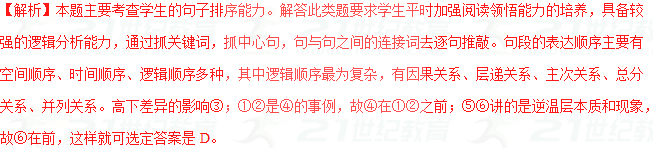 【解析】本题主要考查学生的句子排序能力。解答此类题要求学生平时加强阅读领悟能力的培养，具备较
强的逻辑分析能力，通过抓关键词，抓中心句，句与句之间的连接词去逐句推敲。句段的表达顺序主要有
空间顺序、时间顺序、逻辑顺序多种，其中逻辑顺序最为复杂，有因果关系、层递关系、主次关系、总分
关系、并列关系。高下差异的影响③；①②是④的事例，故④在①②之前；⑤⑥讲的是逆温层本质和现象，
故⑥在前，这样就可选定答案是 D。
21世纪教育